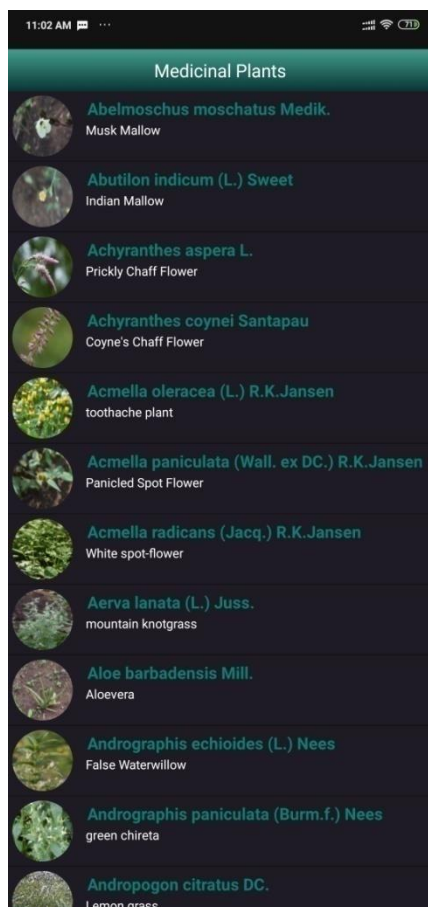 11:02 AM
71
Medicinal Plants
Abelmoschus moschatus Medik.
Musk Mallow
Abutilon indicum (L.) Sweet
Indian Mallow
Achyranthes aspera L.
Prickly Chaff Flower
Achyranthes coynei Santapau
Coyne's Chaff Flower
Acmella oleracea (L.) R.K.Jansen
toothache plant
Acmella paniculata (Wall. ex DC.) R.K.Jansen
Panicled Spot Flower
Acmella radicans (Jacq.) R.K.Jansen
White spot-flower
Aerva lanata (L.) Juss.
mountain knotgrass
Aloe barbadensis Mill.
Aloevera
Andrographis echioides (L.) Nees
False Waterwillow
Andrographis paniculata (Burm.f.) Nees
green chireta
Andropogon citratus DC.
Lemon grass